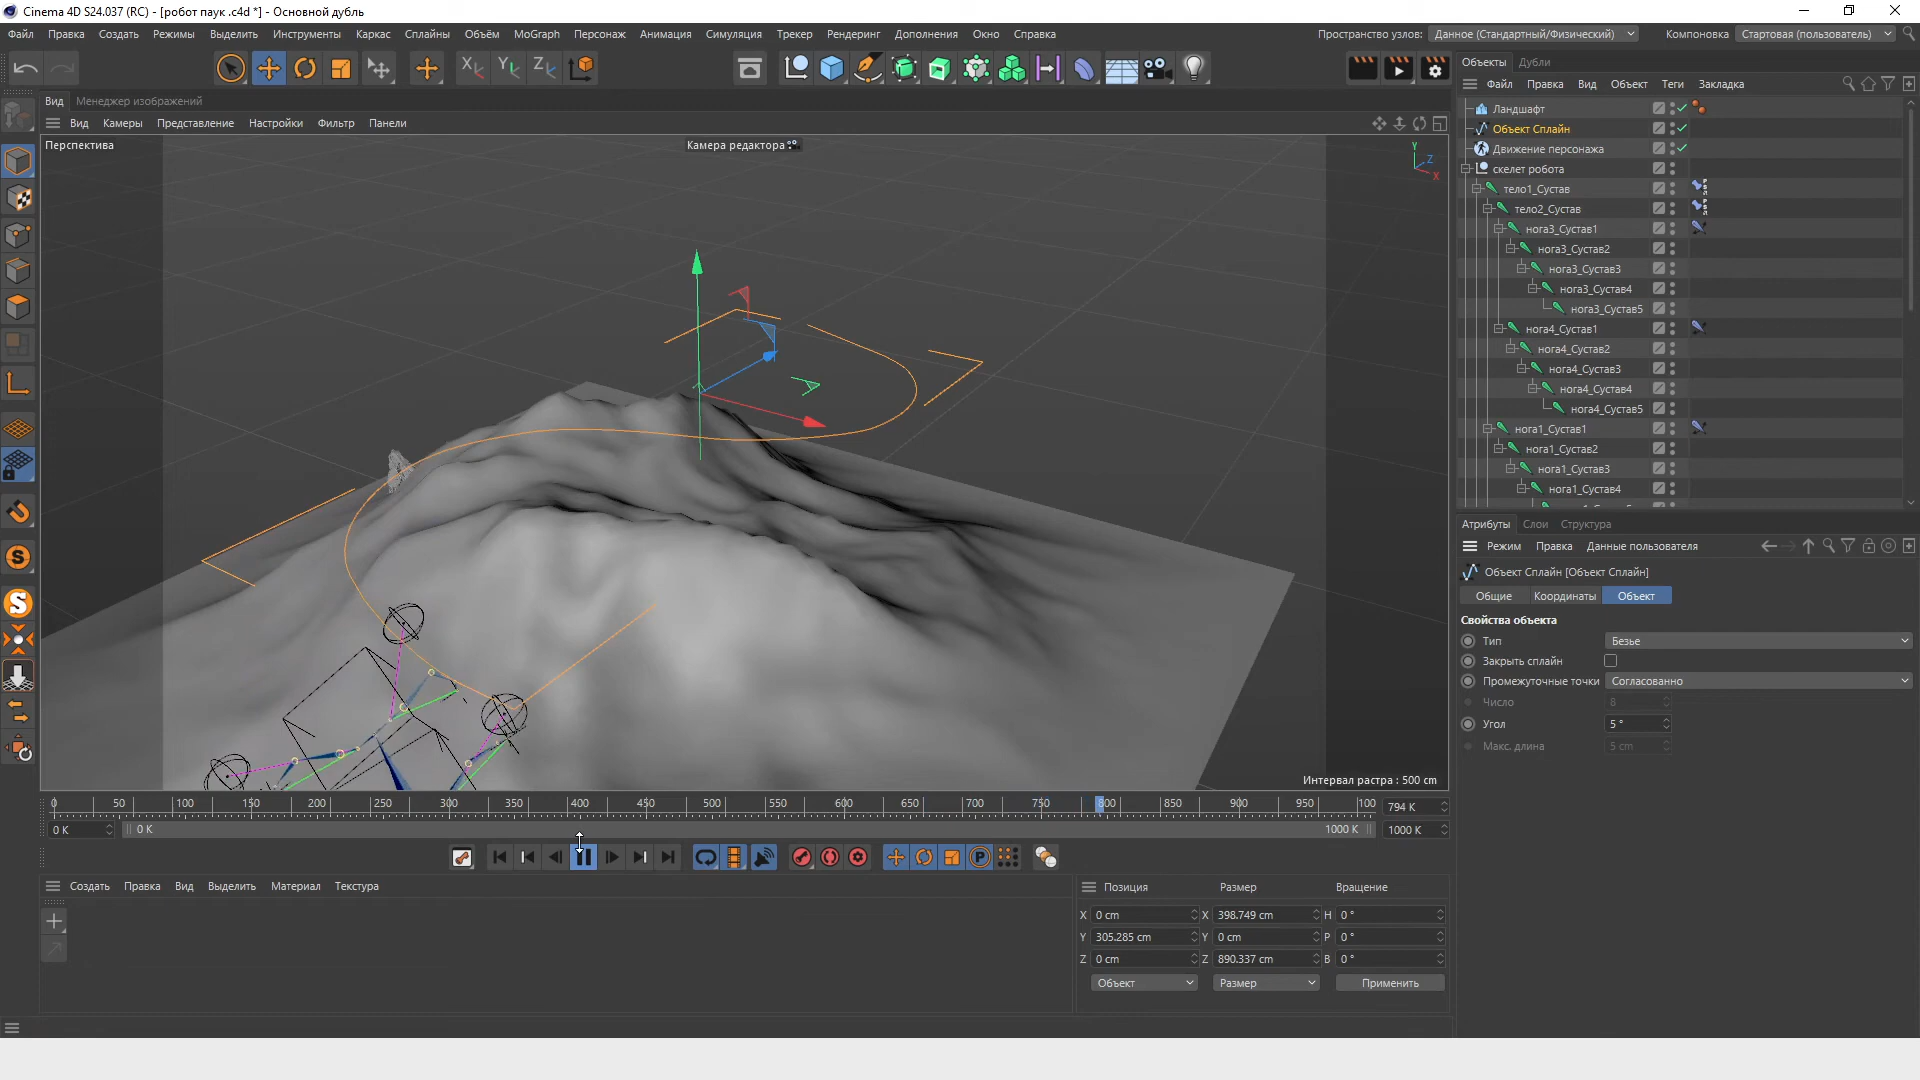 Cinema 4D S24.037 (RC) - [робот паук .c4d *] - Основной дубль
Файл Правка Создать Режимы Выделить Инструменты Каркас Сплайны Объём MoGraph Персонаж Анимация Симуляция Трекер Рендеринг Дополнения Окно Справка
Пространство узлов: Данное (Стандартный/Физический) Компоновка Стартовая (пользователь)
Объекты Дубли
Файл Правка Вид Объект Теги Закладка
Вид Менеджер изображений
Вид Камеры Представление Настройки Фильтр Панели
Перспектива
Камера редактора
Y
Z
X
Ландшафт
Объект Сплайн
Движение персонажа
скелет робота
тело1_Сустав
тело2_Сустав
нога3_Сустав1
нога3_Сустав2
нога3_Сустав3
нога3_Сустав4
нога3_Сустав5
нога4_Сустав1
нога4_Сустав2
нога4_Сустав3
нога4_Сустав4
нога4_Сустав5
нога1_Сустав1
нога1_Сустав2
нога1_Сустав3
нога1_Сустав4
Атрибуты Слои Структура
Режим Правка Данные пользователя
Объект Сплайн [Объект Сплайн]
Общие Координаты Объект
Свойства объекта
Тип Безье
Закрыть сплайн
Промежуточные точки Согласованно
Число 8
Угол 5 °
Макс. длина 5 cm
Интервал растра : 500 cm
0 50 100 150 200 250 300 350 400 450 500 550 600 650 700 750 800 850 900 950 100
794 K
0 K 0 K 1000 K 1000 K
Создать Правка Вид Выделить Материал Текстура
Позиция Размер Вращение
X 0 cm X 398.749 cm H 0 °
Y 305.285 cm Y 0 cm P 0 °
Z 0 cm Z 890.337 cm B 0 °
Объект Размер Применить